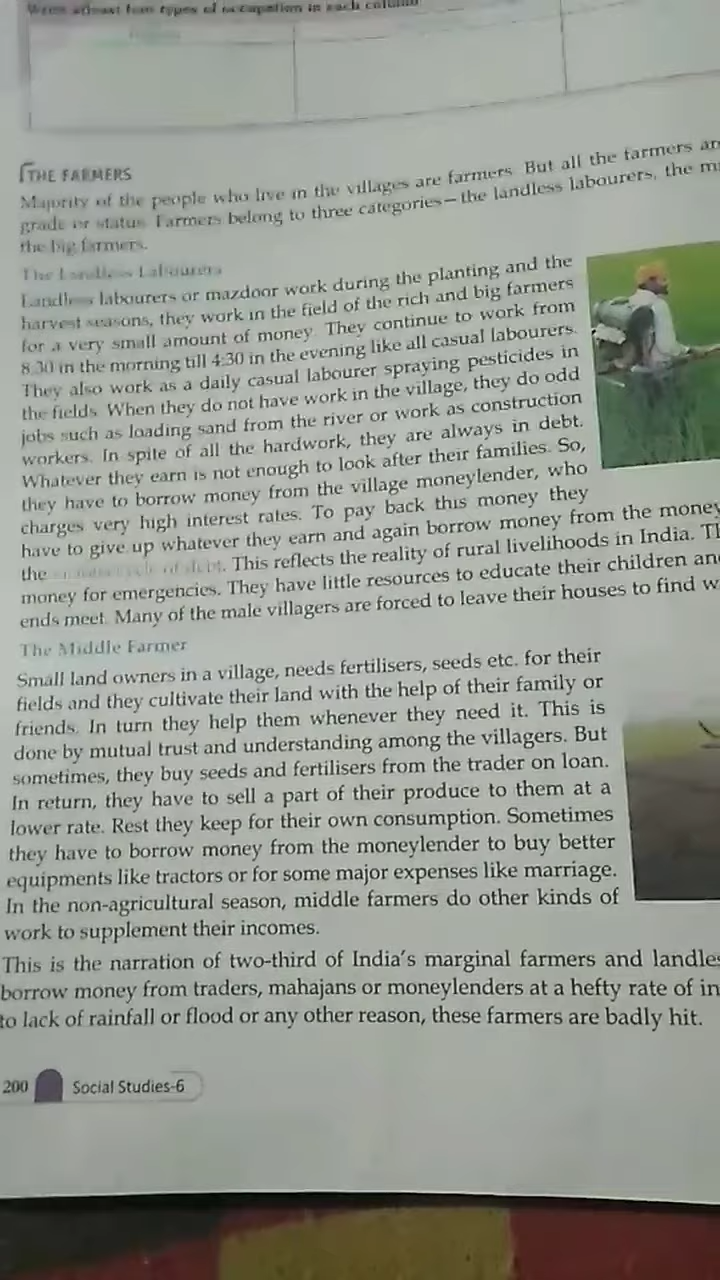 Write atleast four types of occupation in each column
THE FARMERS
Majority of the people who live in the villages are farmers. But all the farmers ar
grade or status. Farmers belong to three categories—the landless labourers, the m
the big farmers.
The Landless Labourers
Landless labourers or mazdoor work during the planting and the
harvest seasons, they work in the field of the rich and big farmers
for a very small amount of money. They continue to work from
8.30 in the morning till 4:30 in the evening like all casual labourers.
They also work as a daily casual labourer spraying pesticides in
the fields. When they do not have work in the village, they do odd
jobs such as loading sand from the river or work as construction
workers. In spite of all the hardwork, they are always in debt.
Whatever they earn is not enough to look after their families. So,
they have to borrow money from the village moneylender, who
charges very high interest rates. To pay back this money they
have to give up whatever they earn and again borrow money from the money
the of debt. This reflects the reality of rural livelihoods in India. Th
money for emergencies. They have little resources to educate their children an
ends meet. Many of the male villagers are forced to leave their houses to find w
The Middle Farmer
Small land owners in a village, needs fertilisers, seeds etc. for their
fields and they cultivate their land with the help of their family or
friends. In turn they help them whenever they need it. This is
done by mutual trust and understanding among the villagers. But
sometimes, they buy seeds and fertilisers from the trader on loan.
In return, they have to sell a part of their produce to them at a
lower rate. Rest they keep for their own consumption. Sometimes
they have to borrow money from the moneylender to buy better
equipments like tractors or for some major expenses like marriage.
In the non-agricultural season, middle farmers do other kinds of
work to supplement their incomes.
This is the narration of two-third of India's marginal farmers and landles
borrow money from traders, mahajans or moneylenders at a hefty rate of in
to lack of rainfall or flood or any other reason, these farmers are badly hit.
200 Social Studies-6